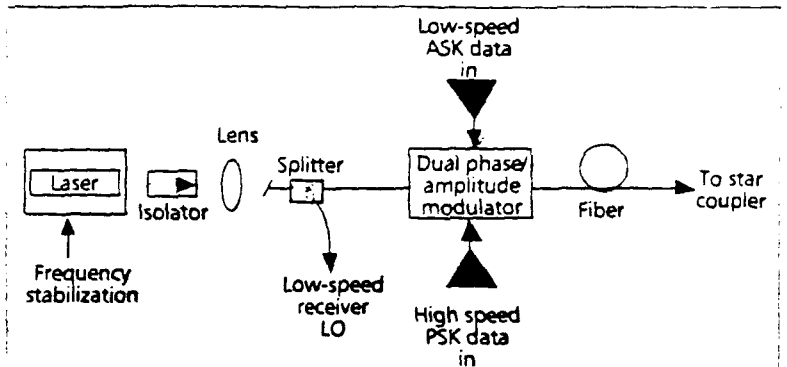 Low-speed
ASK data
in
Lens
Splitter
Laser
Isolator
Dual phase/
amplitude
modulator
Fiber
To star
coupler
Frequency
stabilization
Low-speed
receiver
LO
High speed
PSK data
in